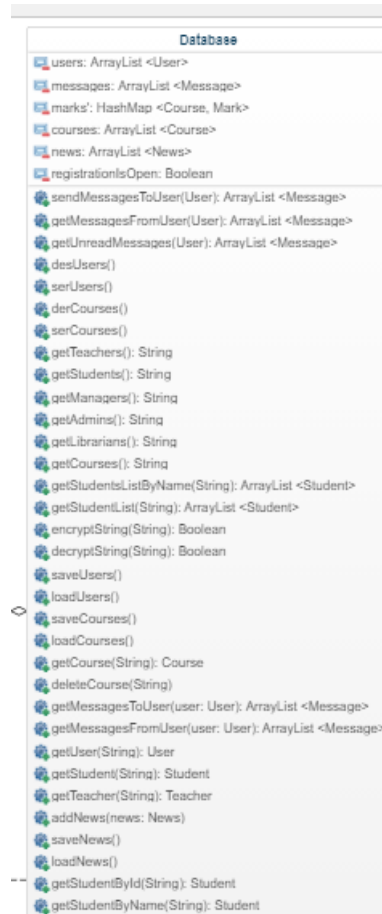 Database
users: ArrayList <User>
messages: ArrayList <Message>
marks': HashMap <Course, Mark>
courses: ArrayList <Course>
news: ArrayList <News>
registrationIsOpen: Boolean
sendMessagesToUser(User): ArrayList <Message>
getMessagesFromUser(User): ArrayList <Message>
getUnreadMessages(User): ArrayList <Message>
desUsers()
serUsers()
derCourses()
serCourses()
getTeachers(): String
getStudents(): String
getManagers(): String
getAdmins(): String
getLibrarians(): String
getCourses(): String
getStudentsListByName(String): ArrayList <Student>
getStudentList(String): ArrayList <Student>
encryptString(String): Boolean
decryptString(String): Boolean
saveUsers()
loadUsers()
saveCourses()
loadCourses()
getCourse(String): Course
deleteCourse(String)
getMessagesToUser(user: User): ArrayList <Message>
getMessagesFromUser(user: User): ArrayList <Message>
getUser(String): User
getStudent(String): Student
getTeacher(String): Teacher
addNews(news: News)
saveNews()
loadNews()
getStudentById(String): Student
getStudentByName(String): Student